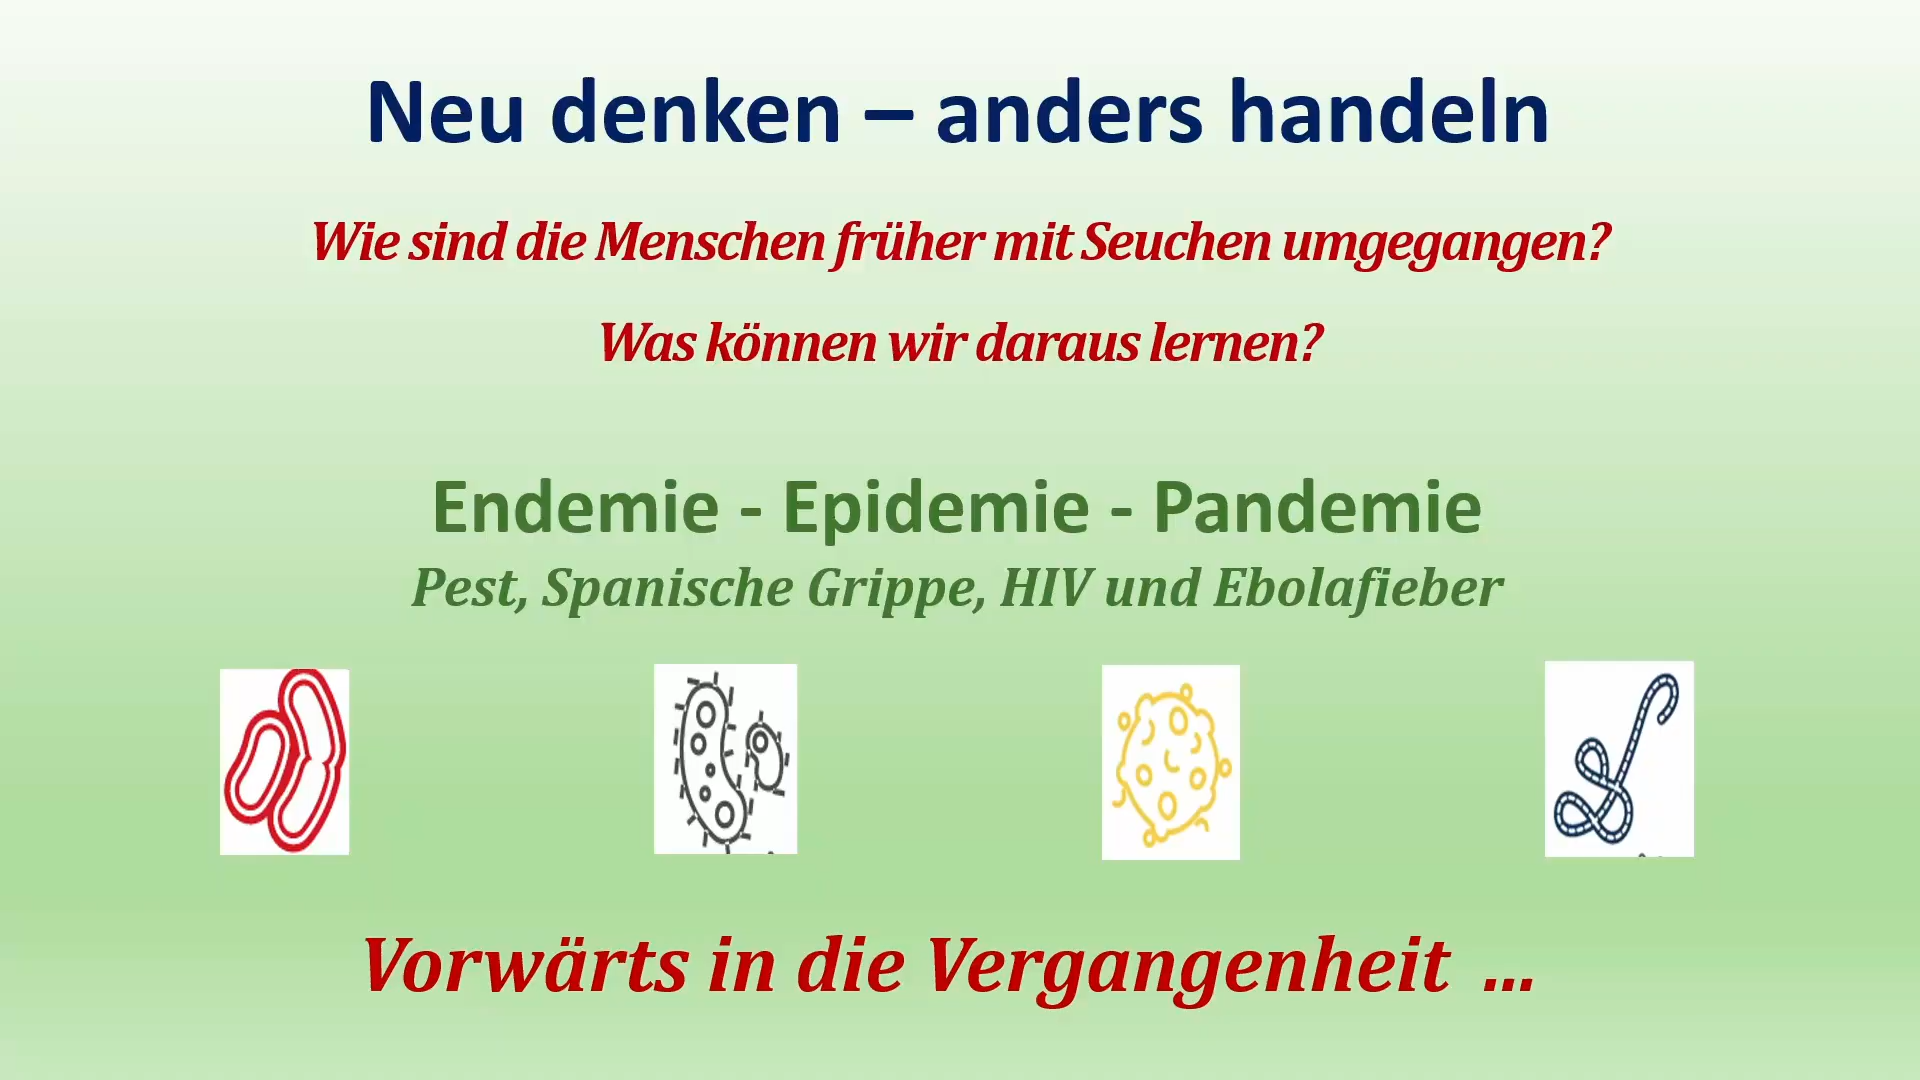 Neu denken – anders handeln
Wie sind die Menschen früher mit Seuchen umgegangen?
Was können wir daraus lernen?
Endemie - Epidemie - Pandemie
Pest, Spanische Grippe, HIV und Ebolafieber
Vorwärts in die Vergangenheit ...